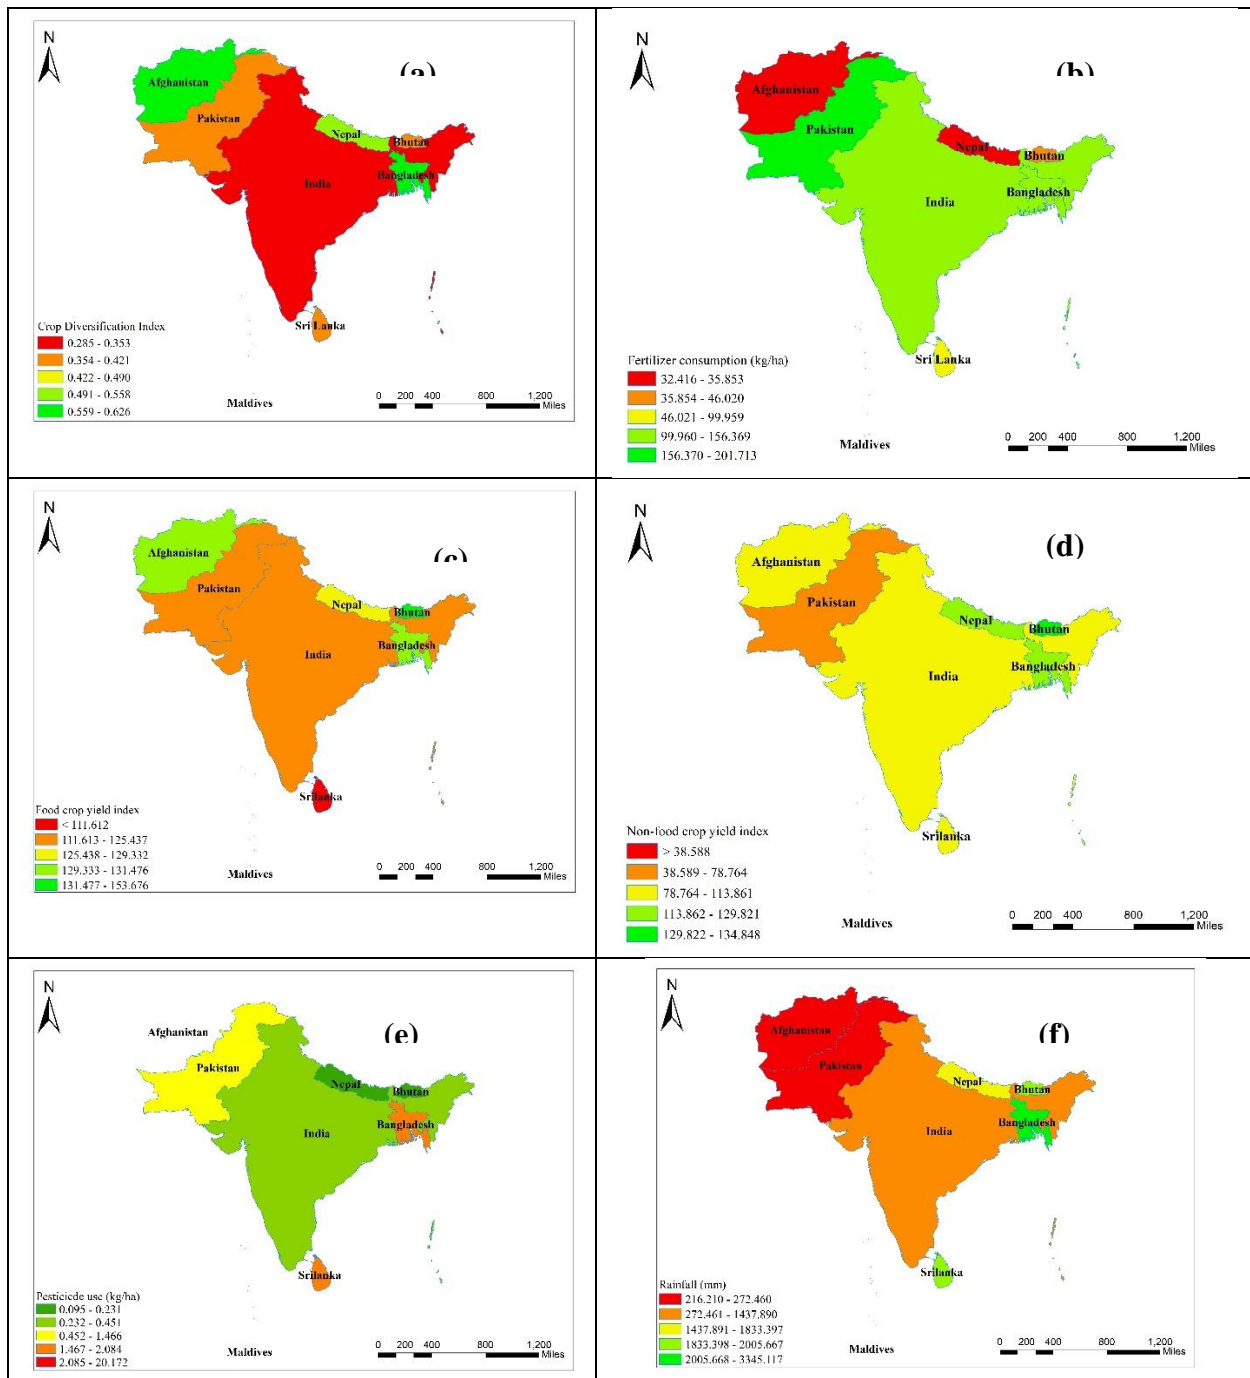 N
(a)
Afghanistan
Pakistan
Nepal
Bhutan
Bangladesh
India
Sri Lanka
Crop Diversification Index
0.285 - 0.353
0.354 - 0.421
0.422 - 0.490
0.491 - 0.558
0.559 - 0.626
Maldives
0 200 400 800 1,200
Miles
N
(b)
Afghanistan
Pakistan
Nepal
Bhutan
Bangladesh
India
Sri Lanka
Fertilizer consumption (kg/ha)
32.416 - 35.853
35.854 - 46.020
46.021 - 99.959
99.960 - 156.369
156.370 - 201.713
Maldives
0 200 400 800 1,200
Miles
N
(c)
Afghanistan
Pakistan
Nepal
Bhutan
Bangladesh
India
Srilanka
Food crop yield index
< 111.612
111.613 - 125.437
125.438 - 129.332
129.333 - 131.476
131.477 - 153.676
Maldives
0 200 400 800 1,200
Miles
N
(d)
Afghanistan
Pakistan
Nepal
Bhutan
Bangladesh
India
Srilanka
Non-food crop yield index
> 38.588
38.589 - 78.764
78.764 - 113.861
113.862 - 129.821
129.822 - 134.848
Maldives
0 200 400 800 1,200
Miles
N
(e)
Afghanistan
Pakistan
Nepal
Bhutan
Bangladesh
India
Srilanka
Pesticicde use (kg/ha)
0.095 - 0.231
0.232 - 0.451
0.452 - 1.466
1.467 - 2.084
2.085 - 20.172
Maldives
0 200 400 800 1,200
Miles
N
(f)
Afghanistan
Pakistan
Nepal
Bhutan
Bangladesh
India
Srilanka
Rainfall (mm)
216.210 - 272.460
272.461 - 1437.890
1437.891 - 1833.397
1833.398 - 2005.667
2005.668 - 3345.117
Maldives
0 200 400 800 1,200
Miles